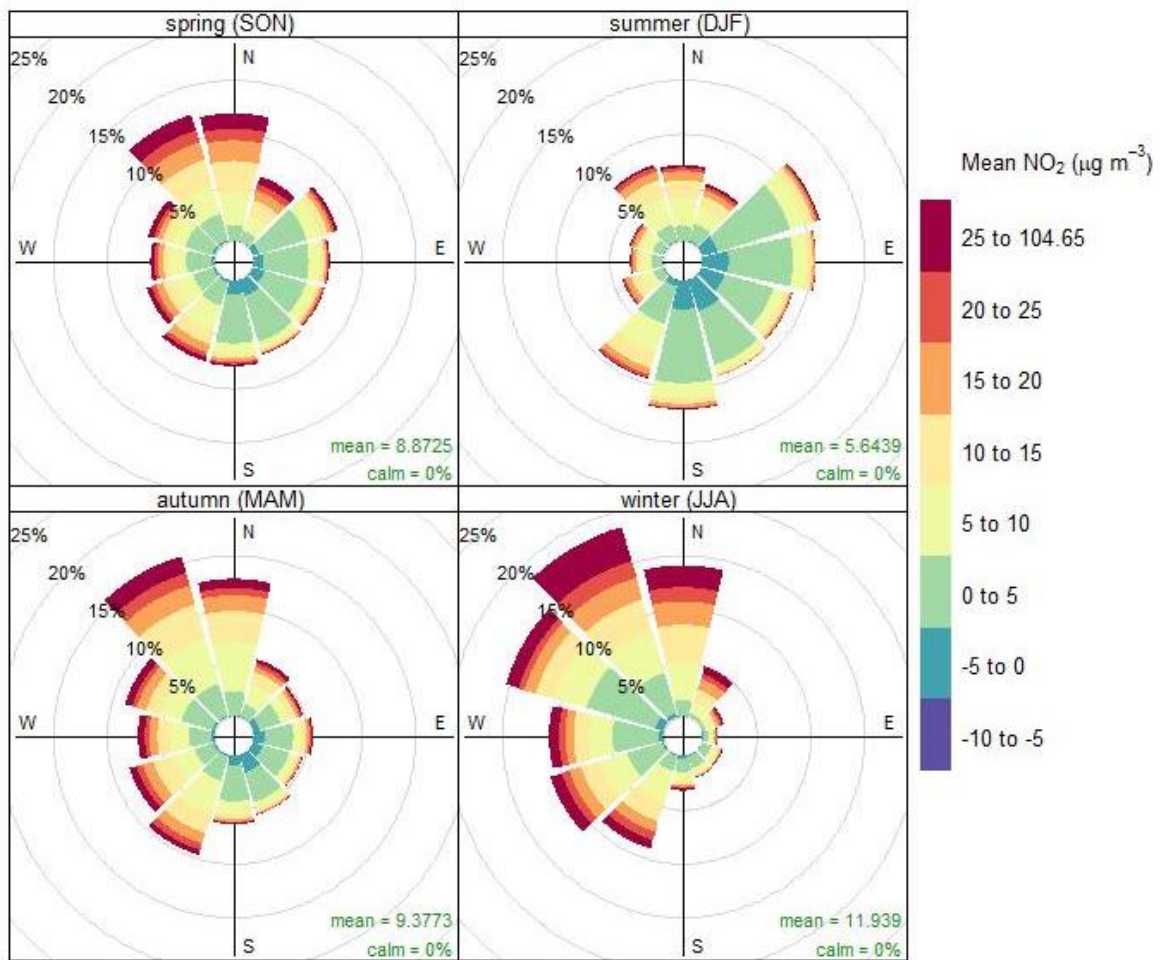 spring (SON)
25%
20%
15%
10%
5%
N
W
E
S
mean = 8.8725
calm = 0%
summer (DJF)
25%
20%
15%
10%
5%
N
W
E
S
mean = 5.6439
calm = 0%
autumn (MAM)
25%
20%
15%
10%
5%
N
W
E
S
mean = 9.3773
calm = 0%
winter (JJA)
25%
20%
15%
10%
5%
N
W
E
S
mean = 11.939
calm = 0%
Mean NO₂ (μg m⁻³)
25 to 104.65
20 to 25
15 to 20
10 to 15
5 to 10
0 to 5
-5 to 0
-10 to -5